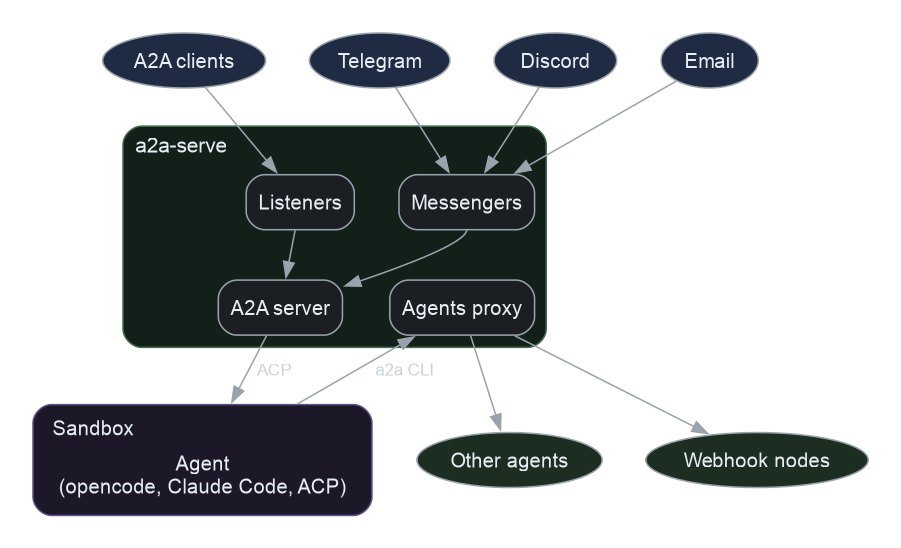 A2A clients
Telegram
Discord
Email
a2a-serve
Listeners
Messengers
A2A server
Agents proxy
ACP
a2a CLI
Sandbox
Agent
(opencode, Claude Code, ACP)
Other agents
Webhook nodes